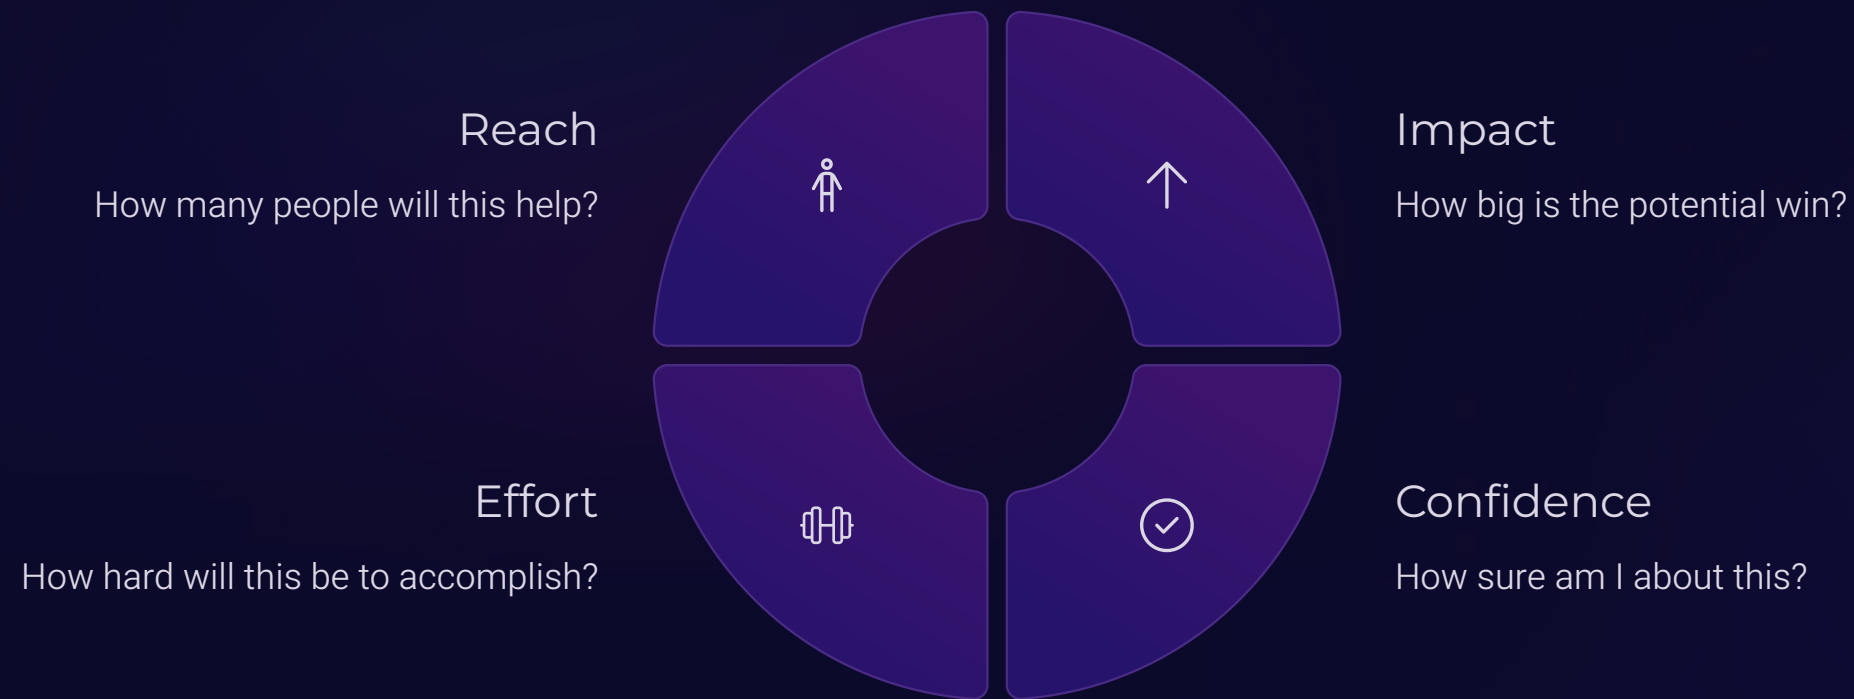 Reach
How many people will this help?
Impact
How big is the potential win?
Effort
How hard will this be to accomplish?
Confidence
How sure am I about this?